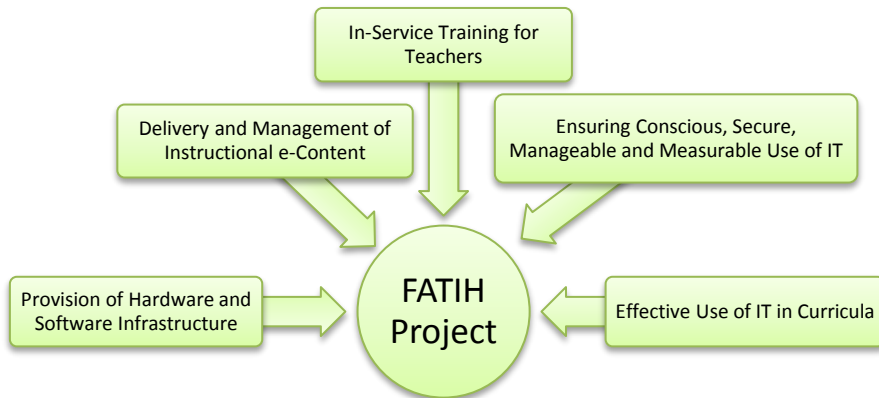 In-Service Training for
Teachers
Delivery and Management of
Instructional e-Content
Ensuring Conscious, Secure,
Manageable and Measurable Use of IT
Provision of Hardware and
Software Infrastructure
FATIH
Project
Effective Use of IT in Curricula